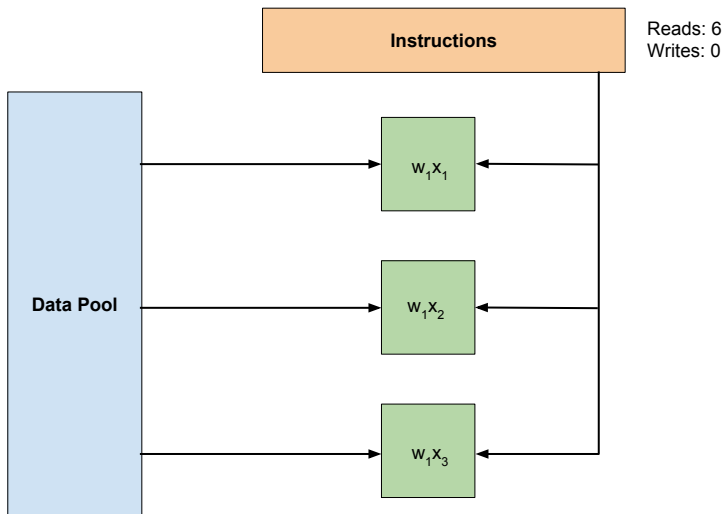 Instructions
Reads: 6
Writes: 0
w₁x₁
Data Pool
w₁x₂
w₁x₃